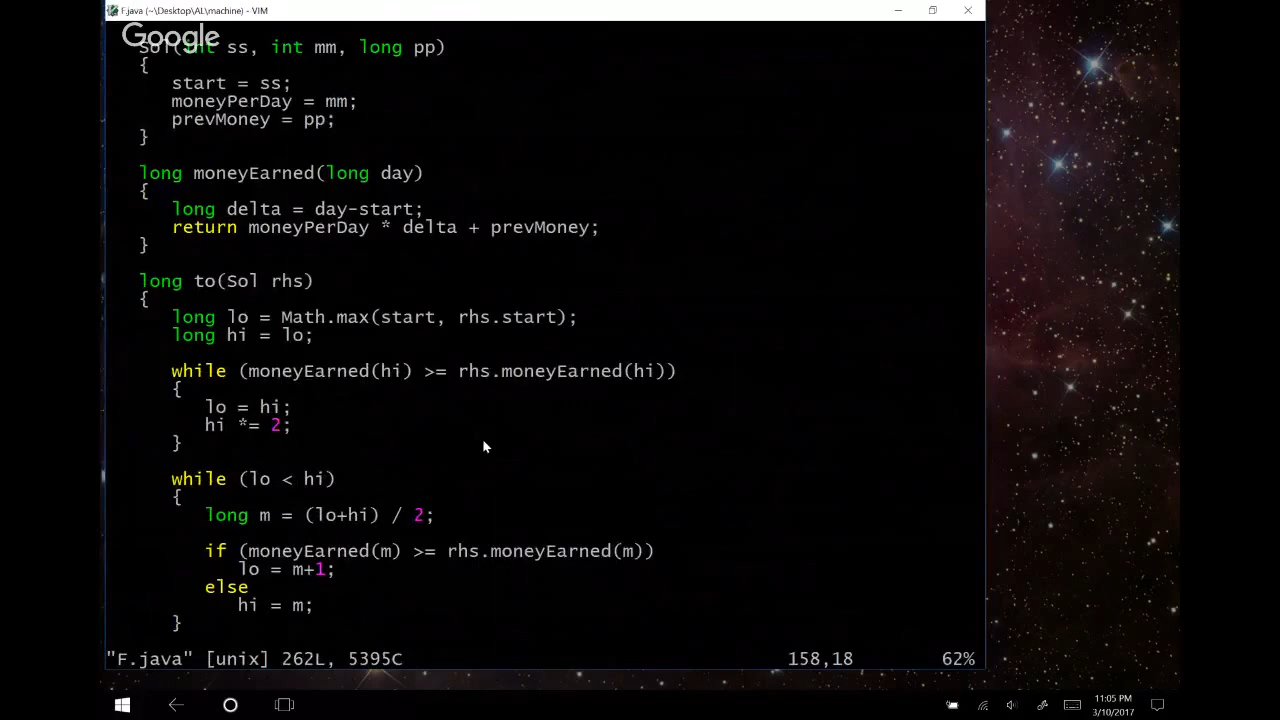 F.java (~\Desktop\AL\machine) - VIM
Google
Sol(int ss, int mm, long pp)
{
start = ss;
moneyPerDay = mm;
prevMoney = pp;
}
long moneyEarned(long day)
{
long delta = day-start;
return moneyPerDay * delta + prevMoney;
}
long to(Sol rhs)
{
long lo = Math.max(start, rhs.start);
long hi = lo;
while (moneyEarned(hi) >= rhs.moneyEarned(hi))
{
lo = hi;
hi *= 2;
}
while (lo < hi)
{
long m = (lo+hi) / 2;
if (moneyEarned(m) >= rhs.moneyEarned(m))
lo = m+1;
else
hi = m;
}
"F.java" [unix] 262L, 5395C 158,18 62%
11:05 PM
3/10/2017